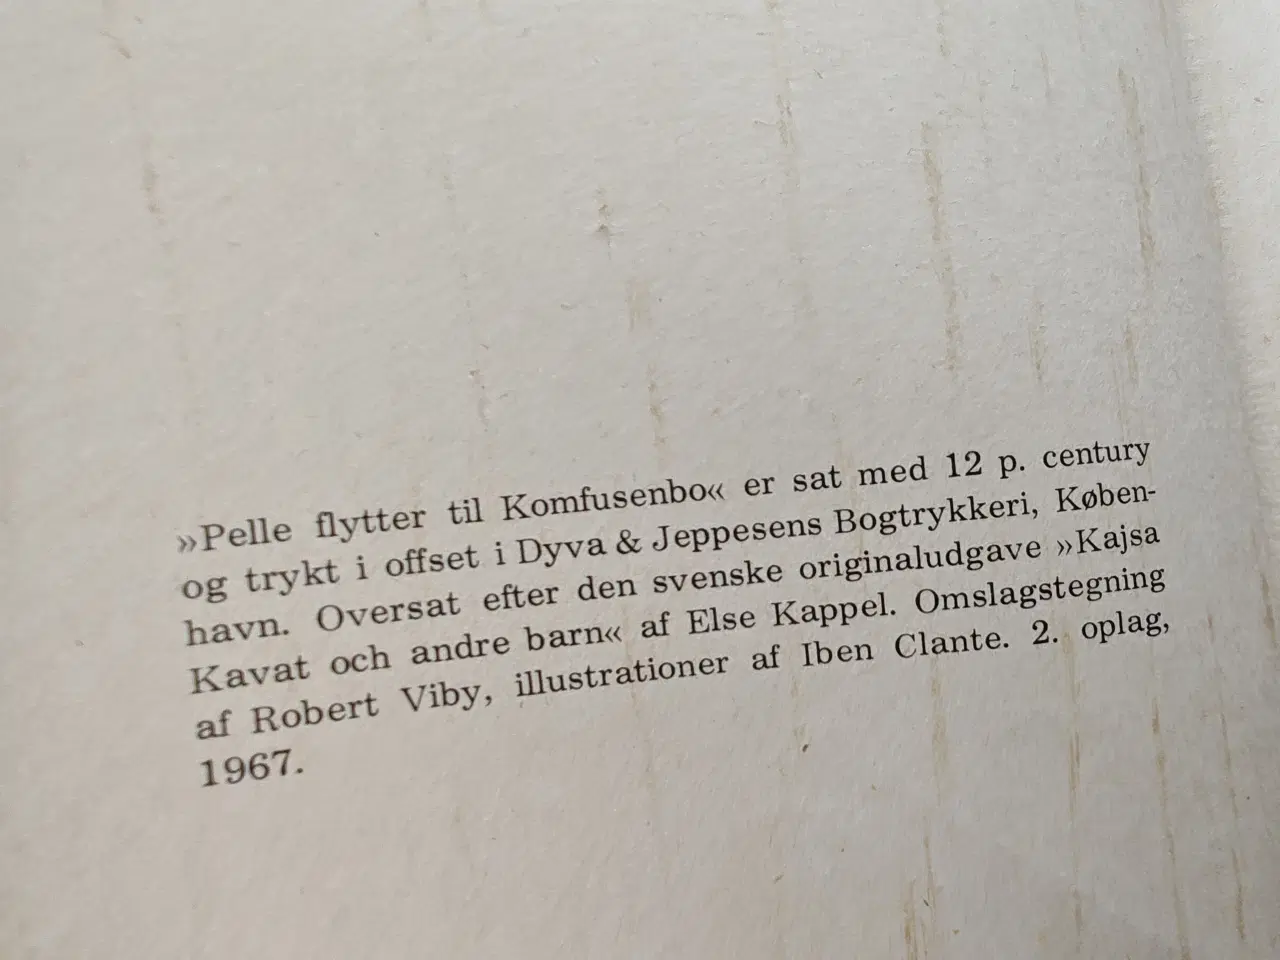 »Pelle flytter til Komfusenbo« er sat med 12 p. century
og trykt i offset i Dyva & Jeppesens Bogtrykkeri, Køben-
havn. Oversat efter den svenske originaludgave »Kajsa
Kavat och andre barn« af Else Kappel. Omslagstegning
af Robert Viby, illustrationer af Iben Clante. 2. oplag,
1967.